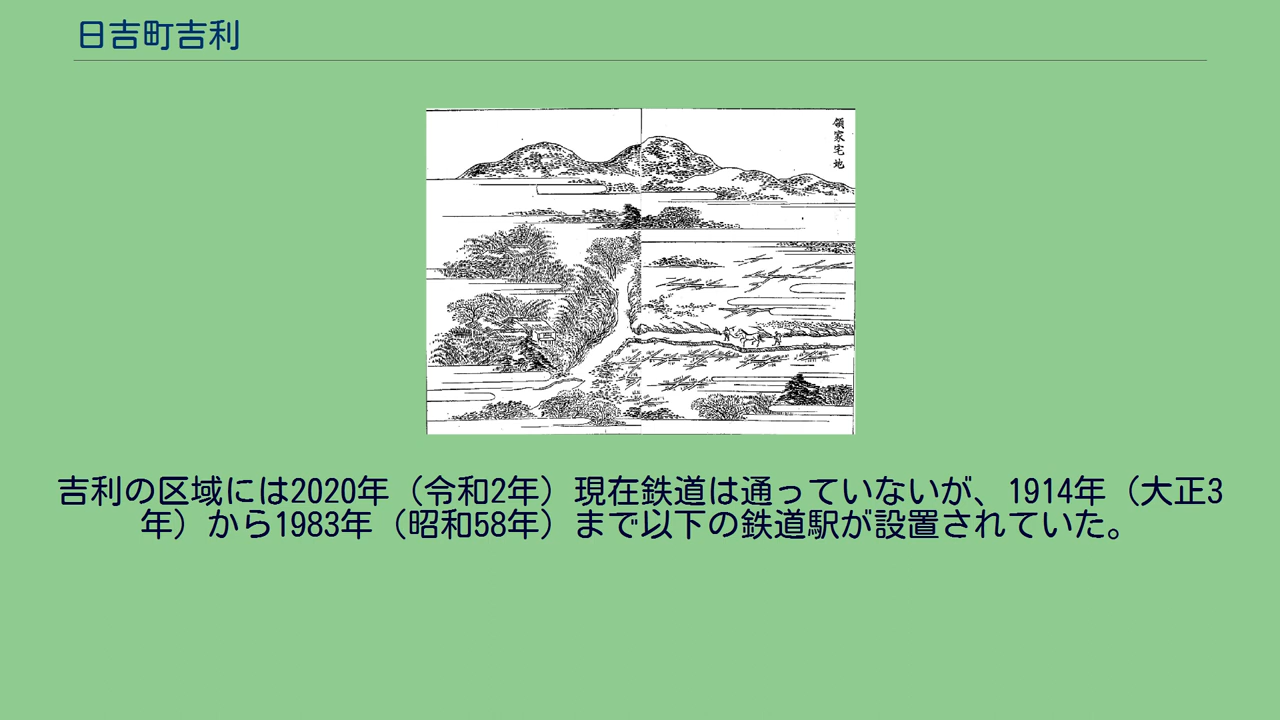 日吉町吉利
領家宅地
吉利の区域には2020年（令和2年）現在鉄道は通っていないが、1914年（大正3
年）から1983年（昭和58年）まで以下の鉄道駅が設置されていた。